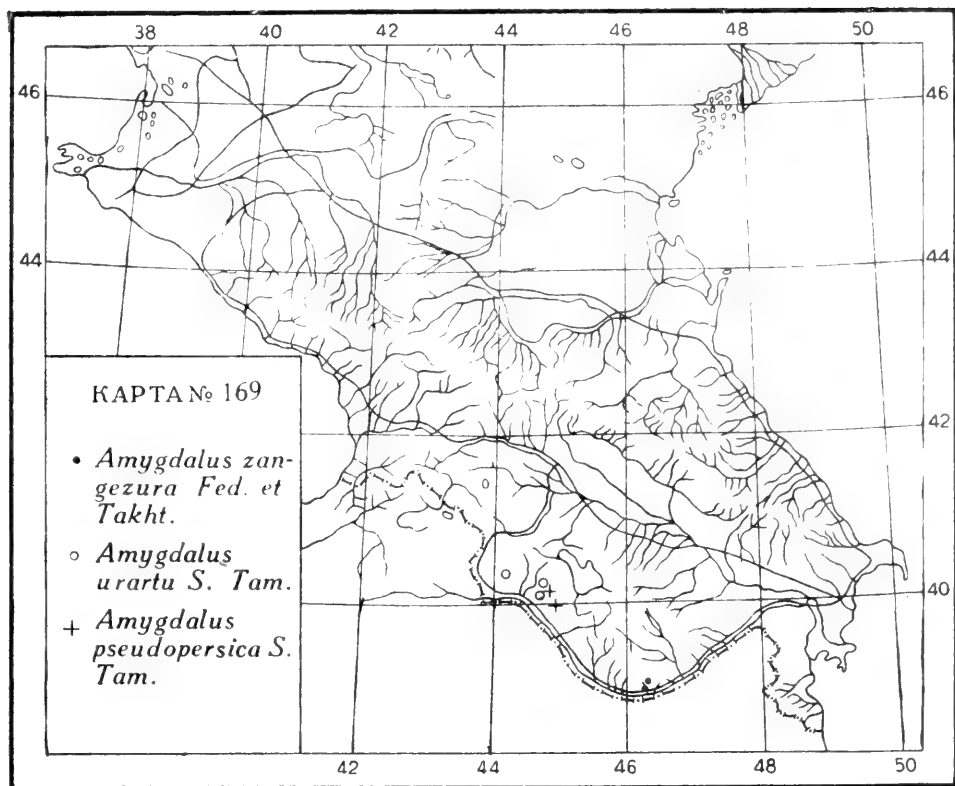 38 40 42 44 46 48 50
46 46
44 44
КАРТА № 169
42
• Amygdalus zan-
gezura Fed. et
Takht.
○ Amygdalus
urartu S. Tam.
40
+ Amygdalus
pseudopersica S.
Tam.
42 44 46 48 50